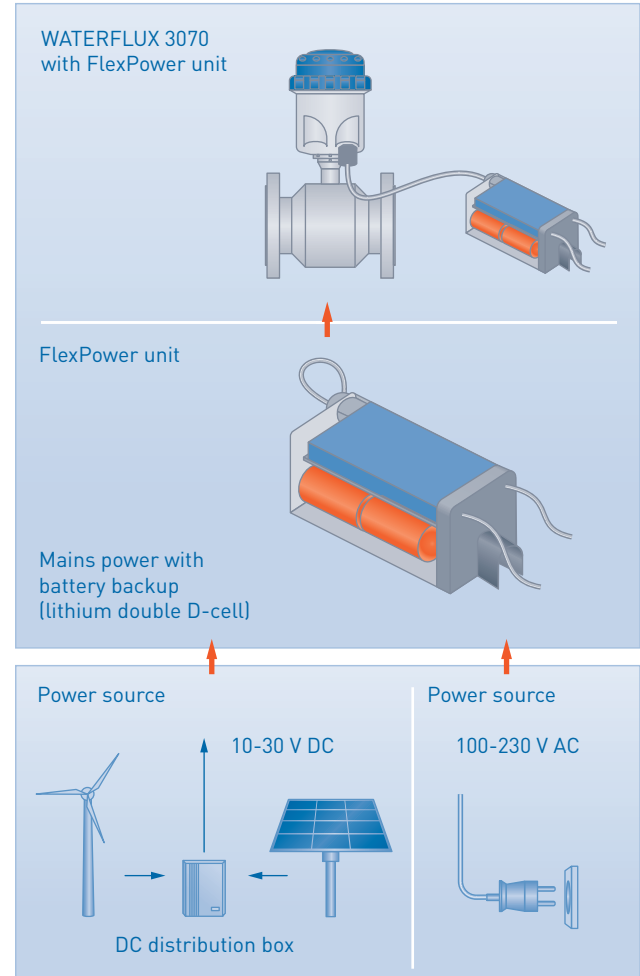 WATERFLUX 3070
with FlexPower unit
FlexPower unit
Mains power with
battery backup
(lithium double D-cell)
Power source
10-30 V DC
DC distribution box
Power source
100-230 V AC